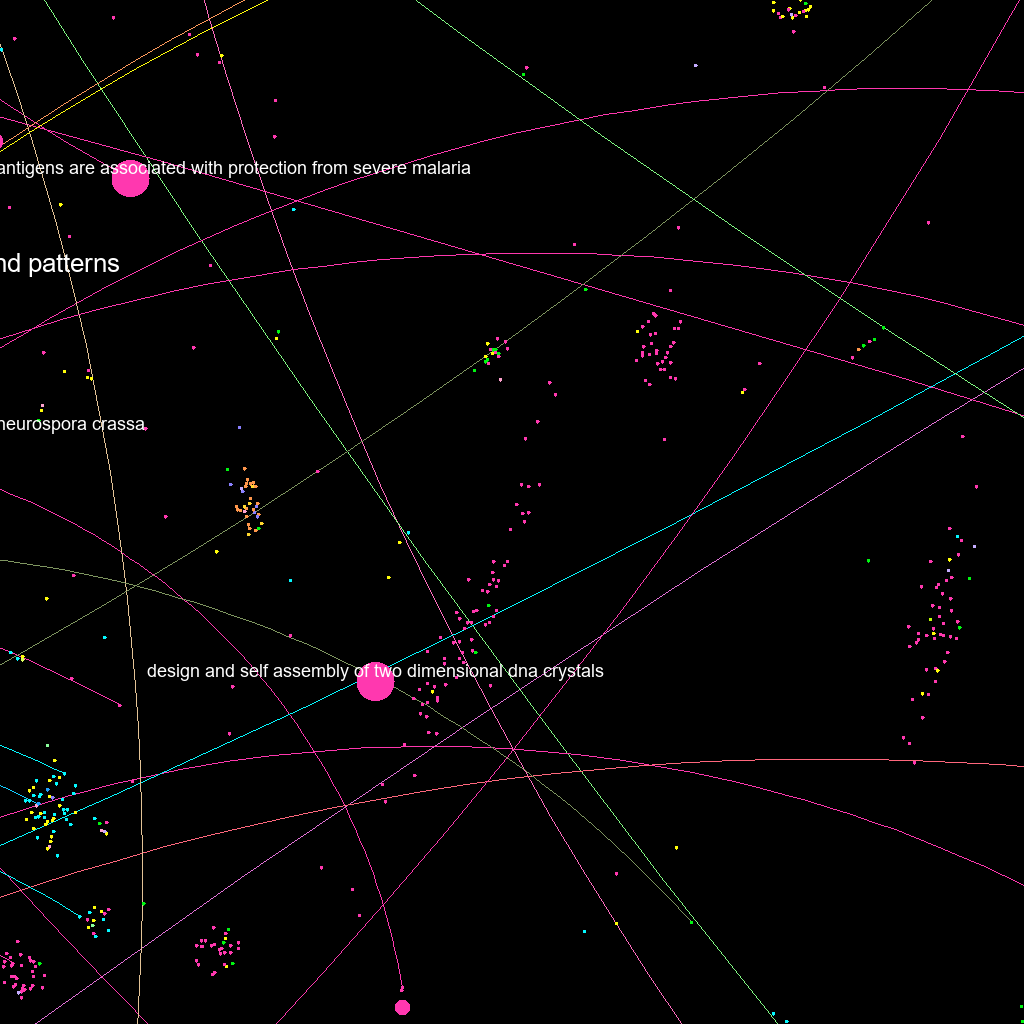 antigens are associated with protection from severe malaria
nd patterns
neurospora crassa
design and self assembly of two dimensional dna crystals